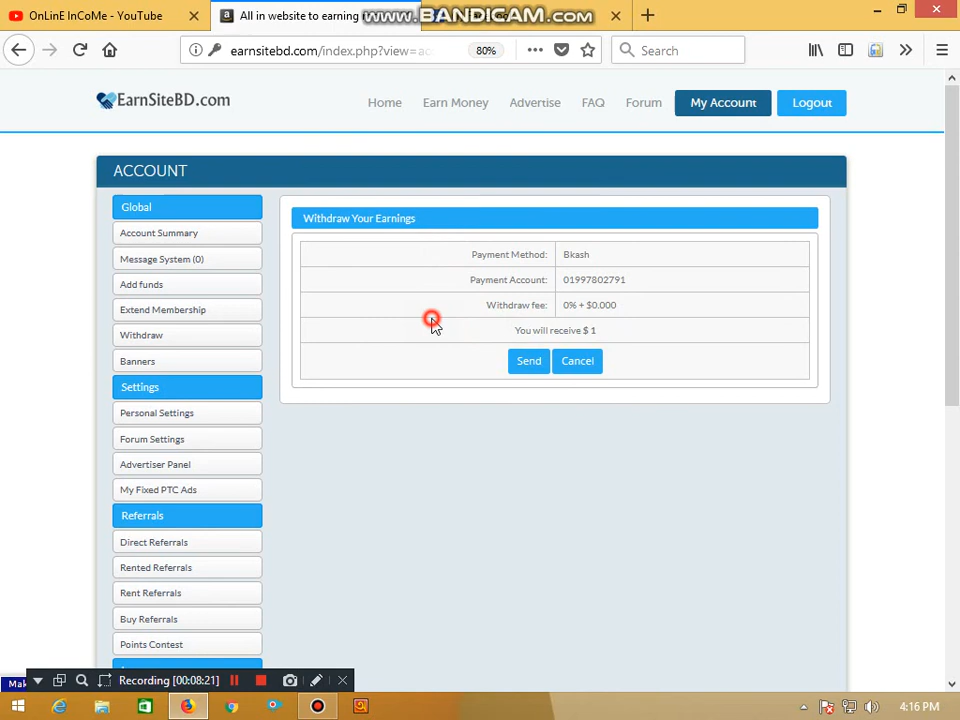 OnLinE InCoMe - YouTube
All in website to earning
WWW.BANDICAM.COM
earnsitebd.com/index.php?view=ac
80%
Search
EarnSiteBD.com
Home
Earn Money
Advertise
FAQ
Forum
My Account
Logout
ACCOUNT
Global
Account Summary
Message System (0)
Add funds
Extend Membership
Withdraw
Banners
Settings
Personal Settings
Forum Settings
Advertiser Panel
My Fixed PTC Ads
Referrals
Direct Referrals
Rented Referrals
Rent Referrals
Buy Referrals
Points Contest
Withdraw Your Earnings
Payment Method: Bkash
Payment Account: 01997802791
Withdraw fee: 0% + $0.000
You will receive $ 1
Send Cancel
Mak
Recording [00:08:21]
4:16 PM